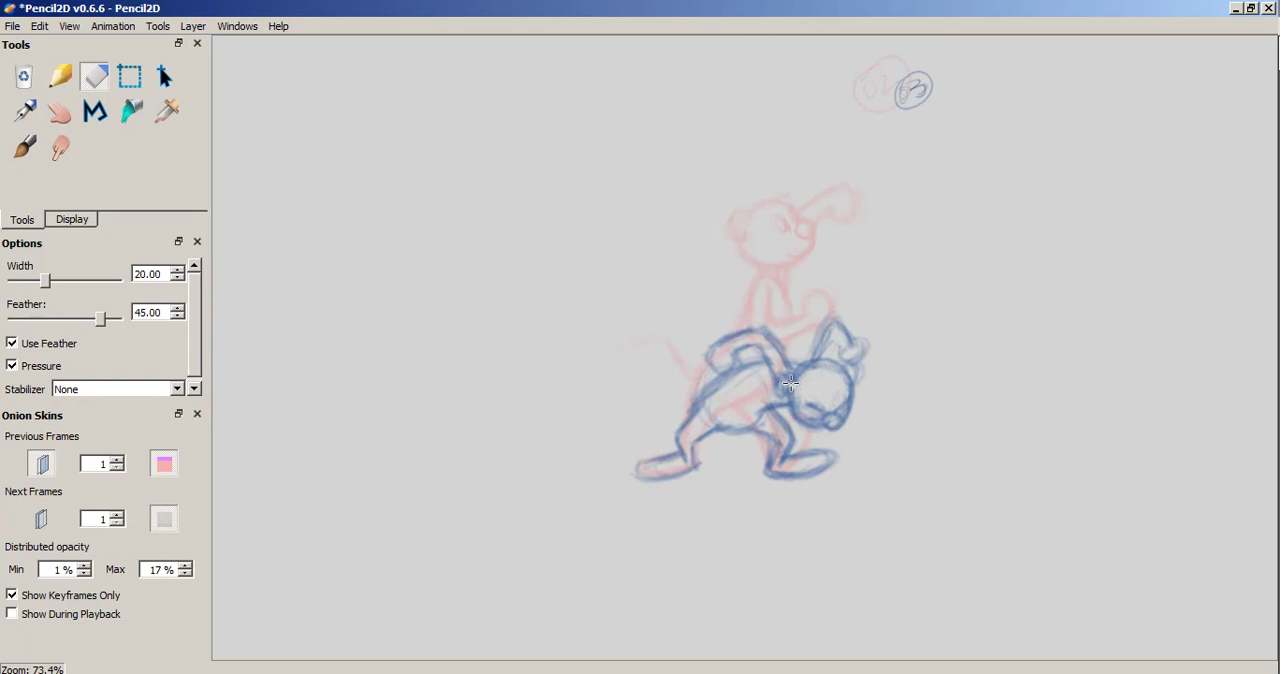 *Pencil2D v0.6.6 - Pencil2D
File Edit View Animation Tools Layer Windows Help
Tools
Tools Display
Options
Width
20.00
Feather:
45.00
Use Feather
Pressure
Stabilizer None
Onion Skins
Previous Frames
1
Next Frames
1
Distributed opacity
Min 1 % Max 17 %
Show Keyframes Only
Show During Playback
Zoom: 73.4%